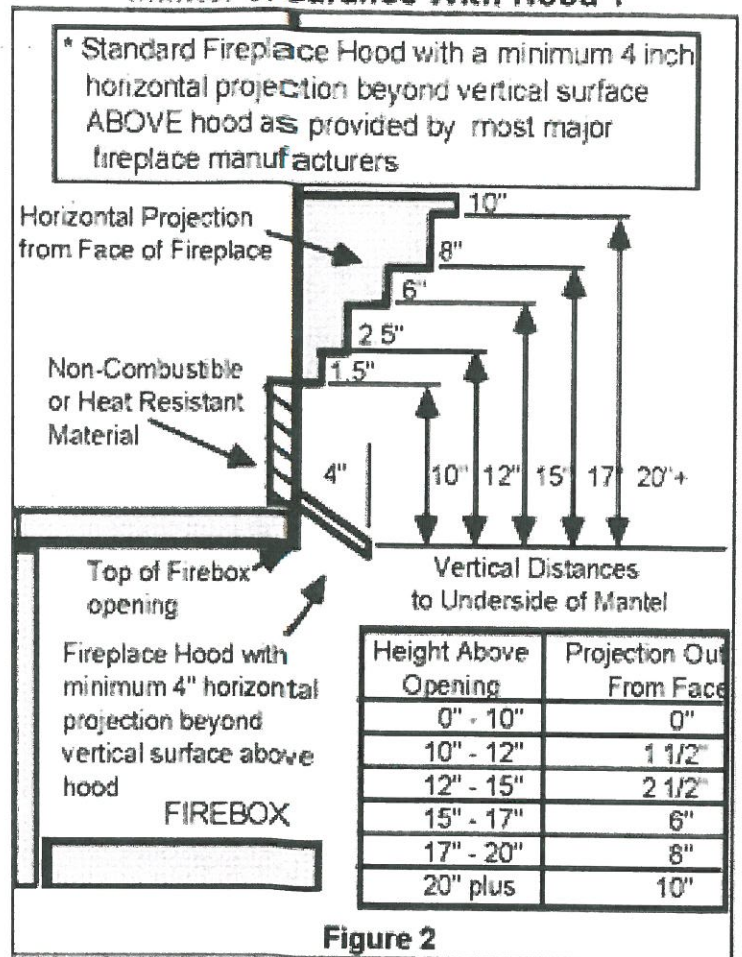 With Hood
* Standard Fireplace Hood with a minimum 4 inch
horizontal projection beyond vertical surface
ABOVE hood as provided by most major
fireplace manufacturers
Horizontal Projection
from Face of Fireplace
10"
8"
6"
2 5"
1.5"
Non-Combustible
or Heat Resistant
Material
4"
10" 12" 15" 17" 20"+
Top of Firebox
opening
Vertical Distances
to Underside of Mantel
Fireplace Hood with
minimum 4" horizontal
projection beyond
vertical surface above
hood
FIREBOX
Height Above Projection Out
Opening From Face
0" - 10" 0"
10" - 12" 1 1/2"
12" - 15" 2 1/2"
15" - 17" 6"
17" - 20" 8"
20" plus 10"
Figure 2